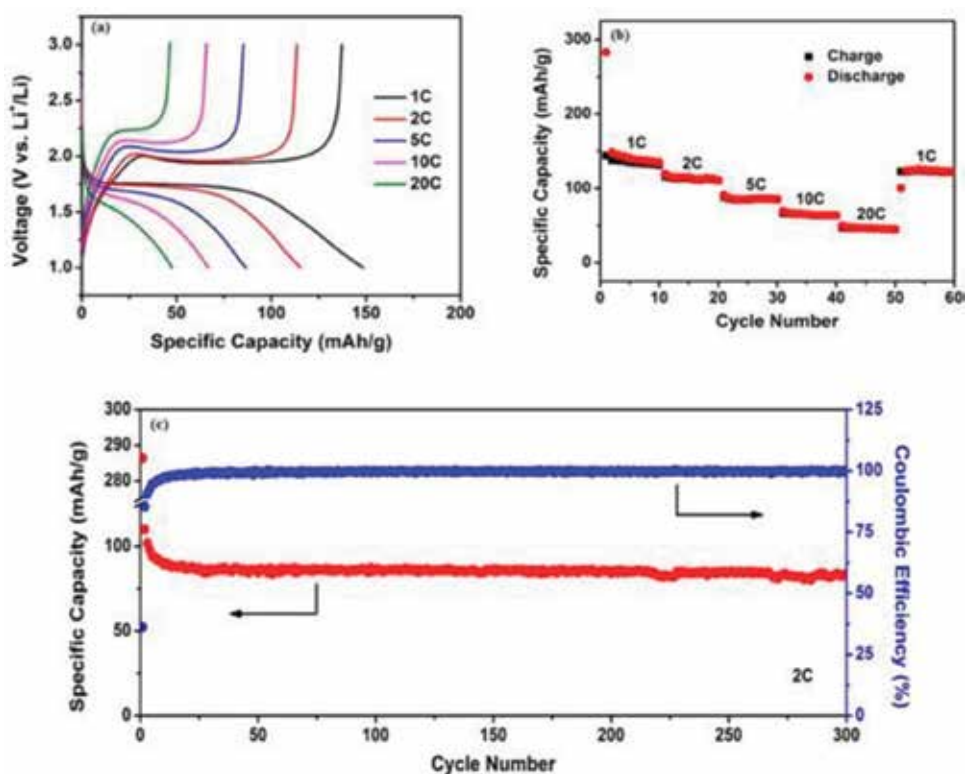 (a)
3.0
2.5
2.0
1.5
1.0
Voltage (V vs. Li⁺/Li)
1C
2C
5C
10C
20C
0 50 100 150 200
Specific Capacity (mAh/g)
(b)
300
150
0
Specific Capacity (mAh/g)
Charge
Discharge
1C
2C
5C
10C
20C
1C
0 10 20 30 40 50 60
Cycle Number
(c)
300
290
280
100
50
0
Specific Capacity (mAh/g)
125
100
75
50
25
0
Coulombic Efficiency (%)
2C
0 50 100 150 200 250 300
Cycle Number